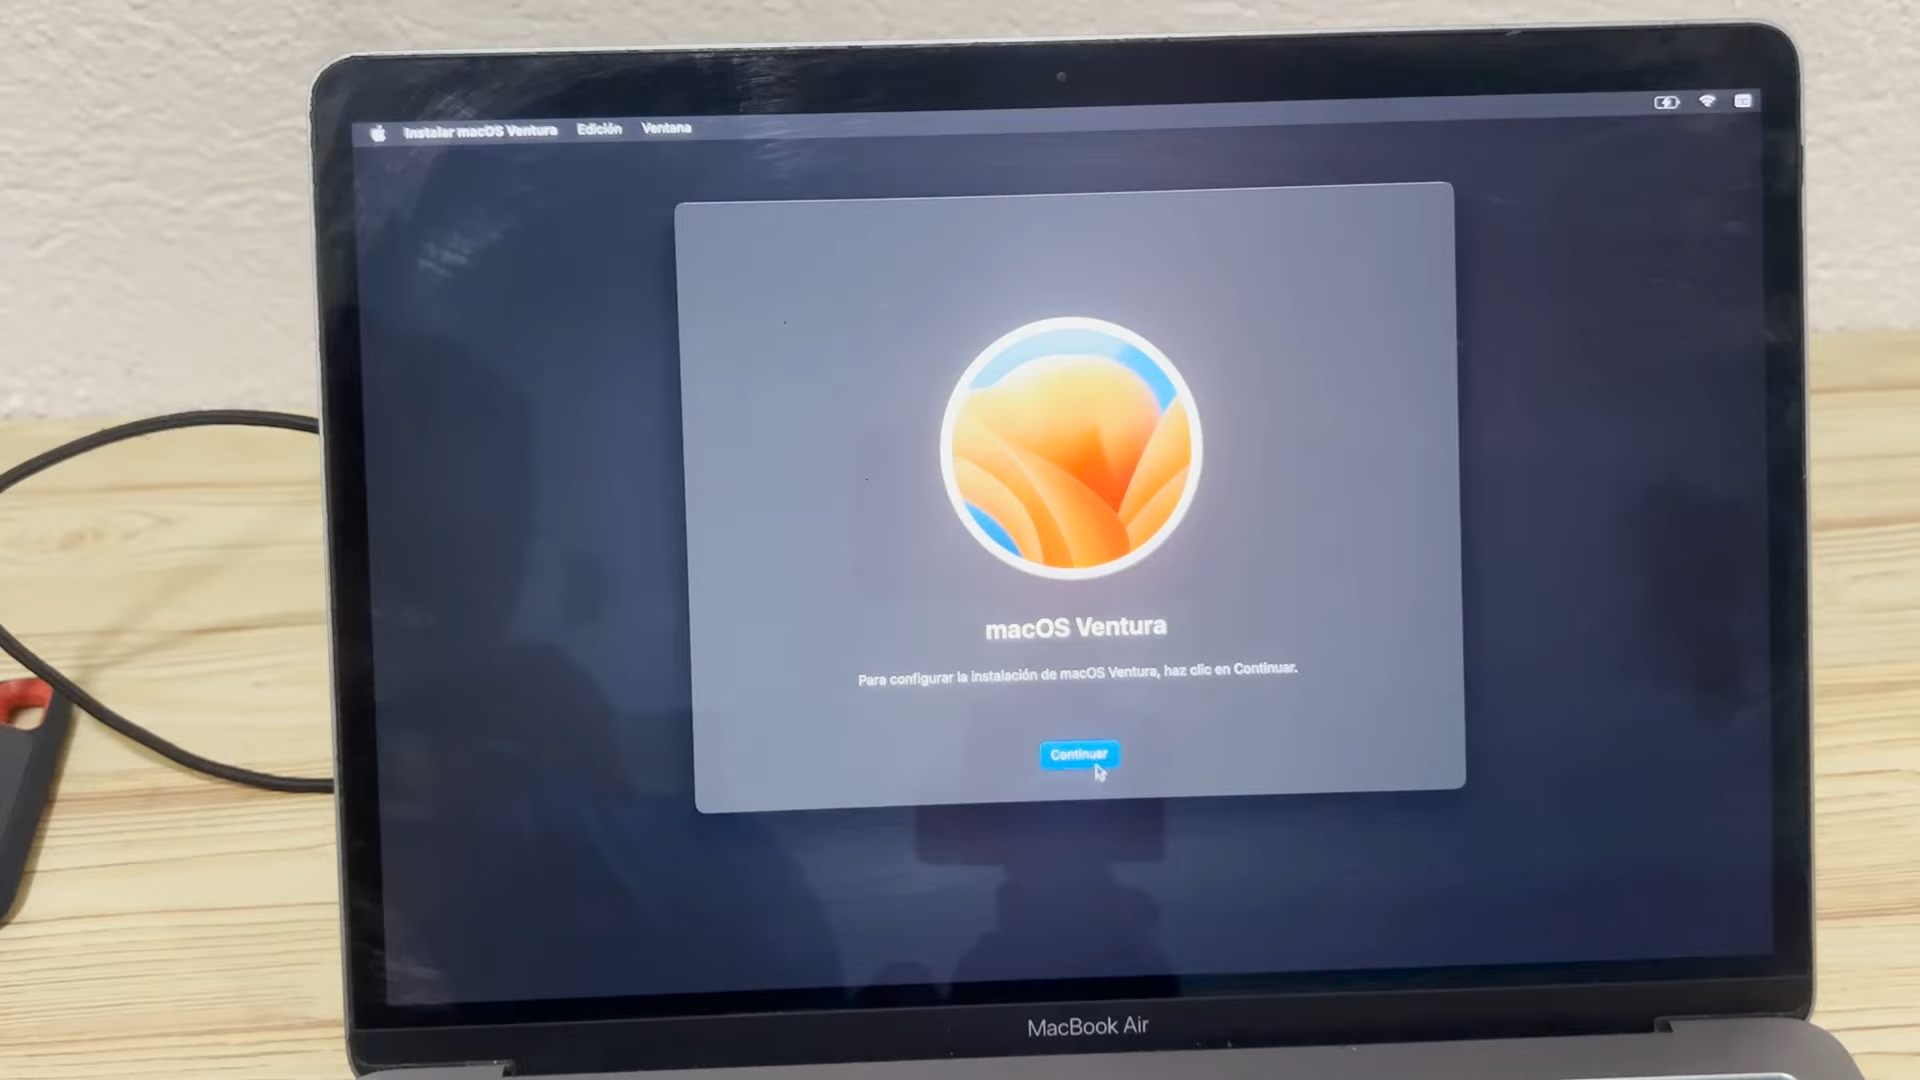 Instalar macOS Ventura Edición Ventana
macOS Ventura
Para configurar la instalación de macOS Ventura, haz clic en Continuar.
Continuar
MacBook Air